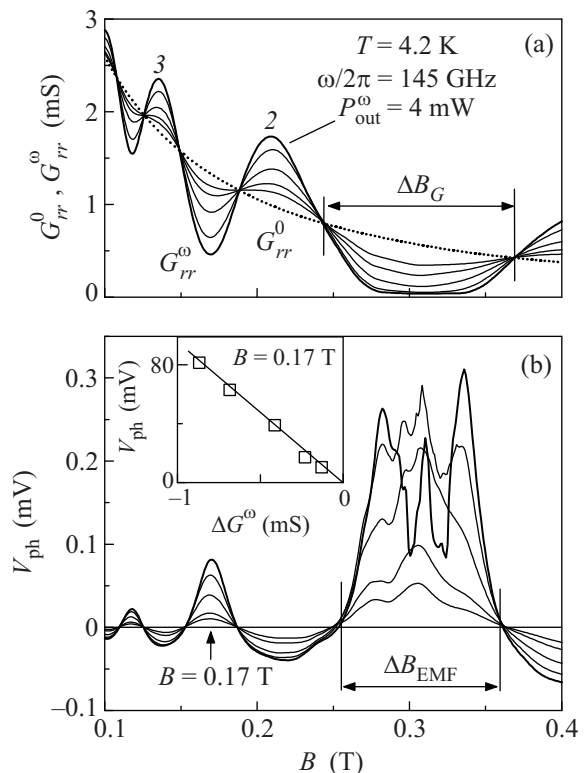 (a)
T = 4.2 K
ω/2π = 145 GHz
P^ω_out = 4 mW
3
2
ΔB_G
G^ω_rr
G^0_rr
G^0_rr , G^ω_rr (mS)
3
2
1
0
(b)
B = 0.17 T
V_ph (mV)
80
0
−1
0
ΔG^ω (mS)
V_ph (mV)
0.3
0.2
0.1
0
−0.1
B = 0.17 T
ΔB_EMF
0.1
0.2
0.3
0.4
B (T)